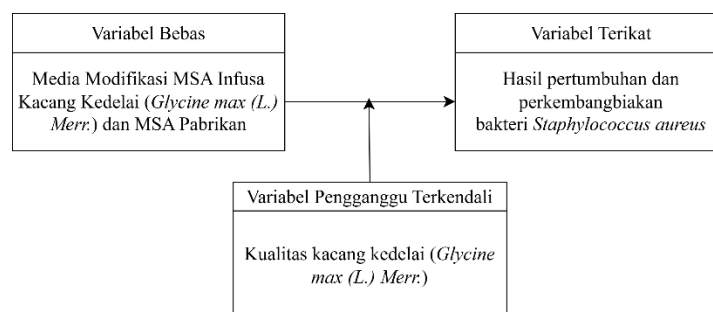 Variabel Bebas
Media Modifikasi MSA Infusa
Kacang Kedelai (Glycine max (L.)
Merr.) dan MSA Pabrikan
Variabel Terikat
Hasil pertumbuhan dan
perkembangbiakan
bakteri Staphylococcus aureus
Variabel Pengganggu Terkendali
Kualitas kacang kedelai (Glycine
max (L.) Merr.)